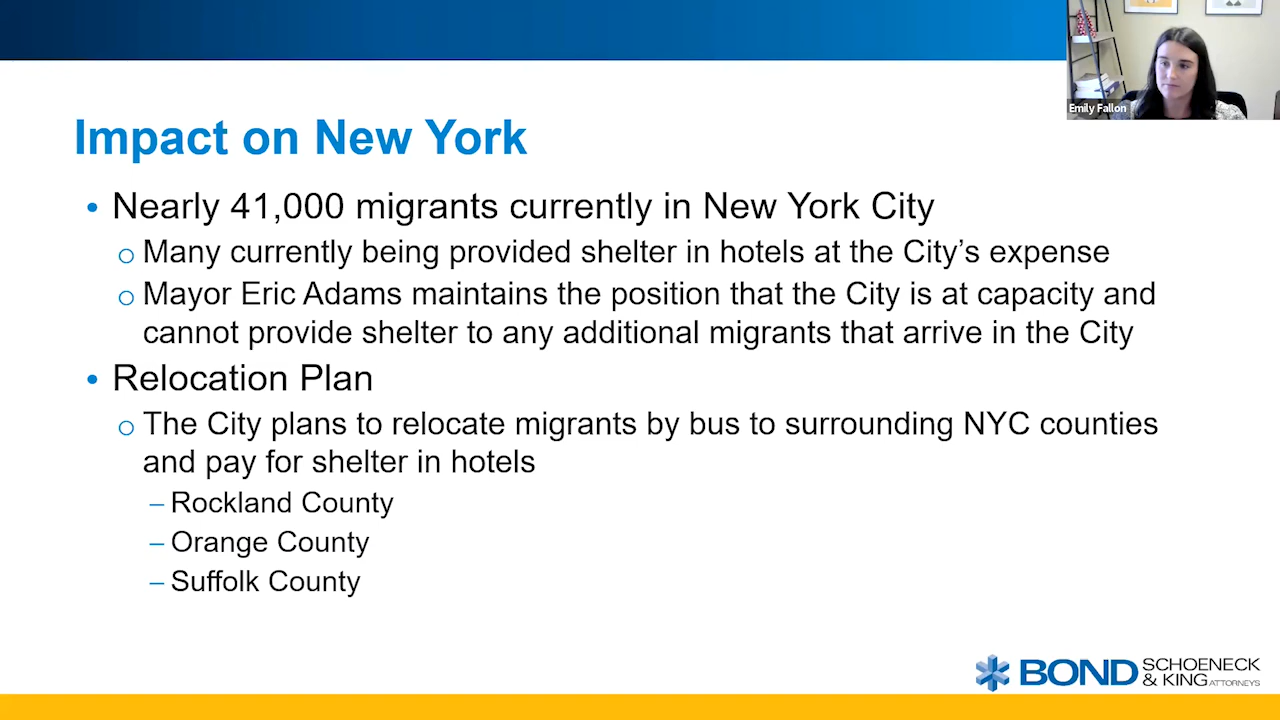 Emily Fallon
Impact on New York
• Nearly 41,000 migrants currently in New York City
o Many currently being provided shelter in hotels at the City’s expense
o Mayor Eric Adams maintains the position that the City is at capacity and
cannot provide shelter to any additional migrants that arrive in the City
• Relocation Plan
o The City plans to relocate migrants by bus to surrounding NYC counties
and pay for shelter in hotels
– Rockland County
– Orange County
– Suffolk County
BOND SCHOENECK
& KING ATTORNEYS